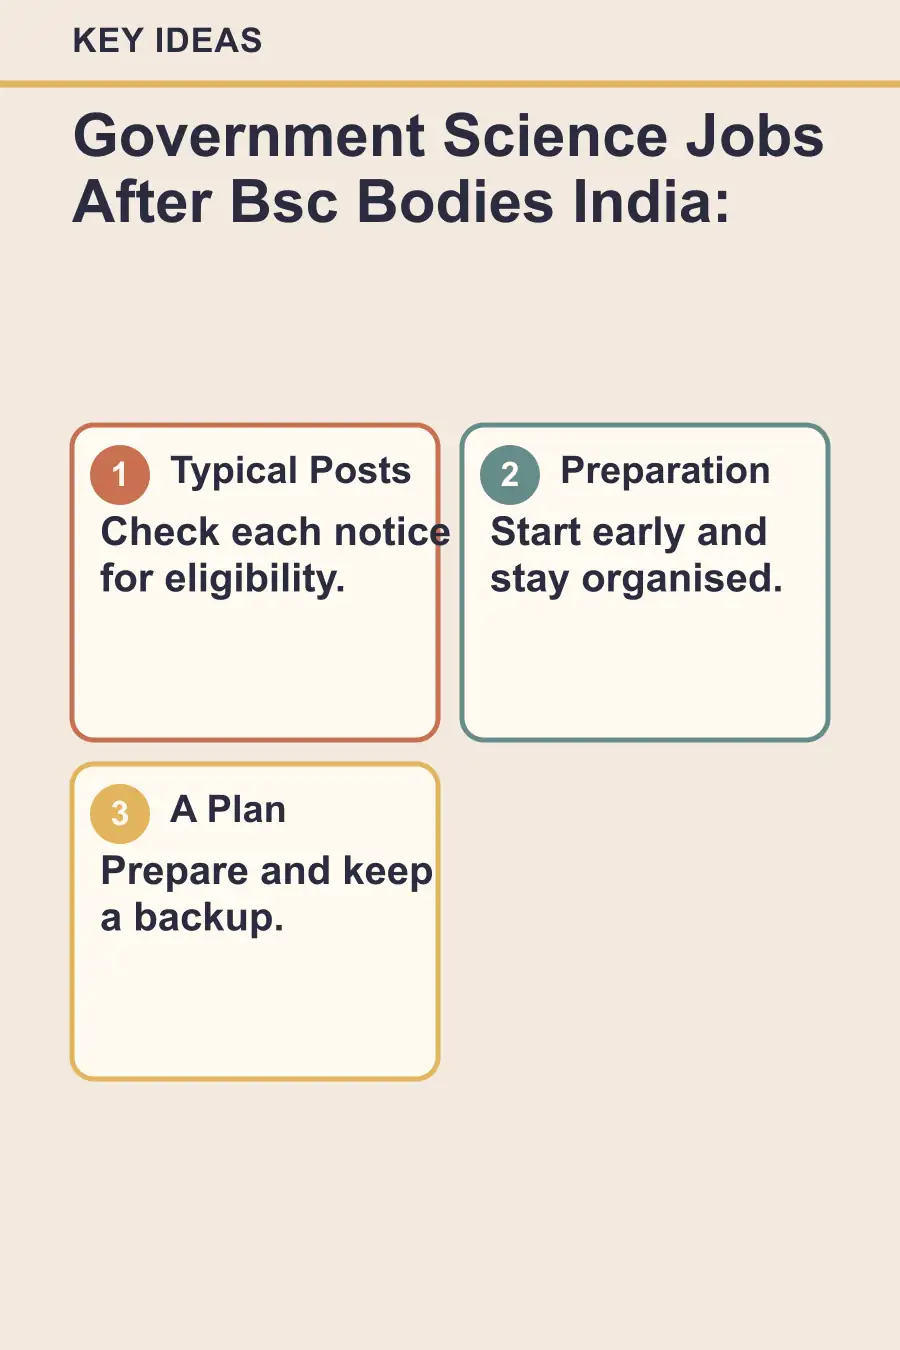 KEY IDEAS
Government Science Jobs
After Bsc Bodies India:
1 Typical Posts
Check each notice
for eligibility.
2 Preparation
Start early and
stay organised.
3 A Plan
Prepare and keep
a backup.